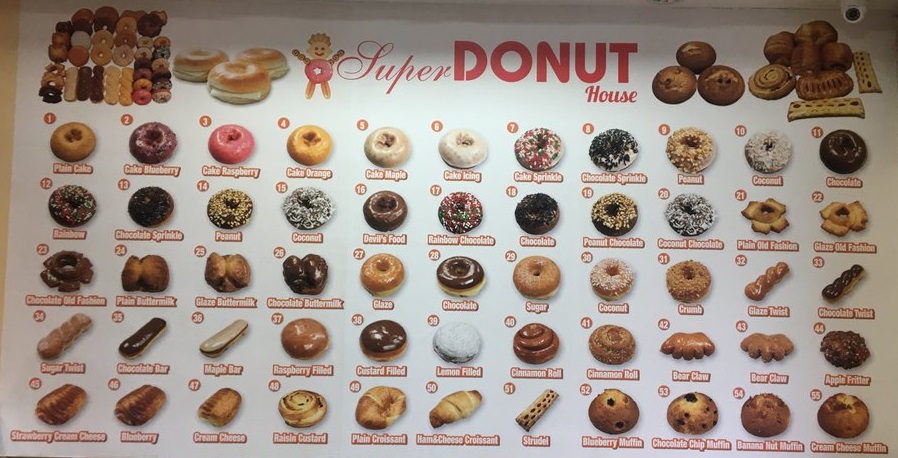 Super DONUT
House
1 2 3 4 5 6 7 8 9 10 11
Plain Cake Cake Blueberry Cake Raspberry Cake Orange Cake Maple Cake Icing Cake Sprinkle Chocolate Sprinkle Peanut Coconut Chocolate
12 13 14 15 16 17 18 19 20 21 22
Rainbow Chocolate Sprinkle Peanut Coconut Devil's Food Rainbow Chocolate Chocolate Peanut Chocolate Coconut Chocolate Plain Old Fashion Glaze Old Fashion
23 24 25 26 27 28 29 30 31 32 33
Chocolate Old Fashion Plain Buttermilk Glaze Buttermilk Chocolate Buttermilk Glaze Chocolate Sugar Coconut Crumb Glaze Twist Chocolate Twist
34 35 36 37 38 39 40 41 42 43 44
Sugar Twist Chocolate Bar Maple Bar Raspberry Filled Custard Filled Lemon Filled Cinnamon Roll Cinnamon Roll Bear Claw Bear Claw Apple Fritter
45 46 47 48 49 50 51 52 53 54 55
Strawberry Cream Cheese Blueberry Cream Cheese Raisin Custard Plain Croissant Ham&Cheese Croissant Strudel Blueberry Muffin Chocolate Chip Muffin Banana Nut Muffin Cream Cheese Muffin